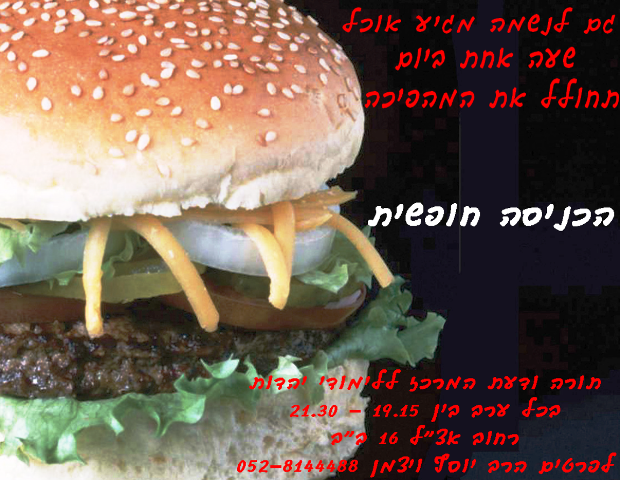 גם לנשמה מגיע אוכל
שעה אחת ביום
תחולל את המהפיכה
הכניסה חופשית
תורה ודעת המרכז ללימודי יהדות
בכל ערב בין 19.15 - 21.30
רחוב אצ"ל 16 ב"ב
לפרטים הרב יוסף ויצמן 052-8144488